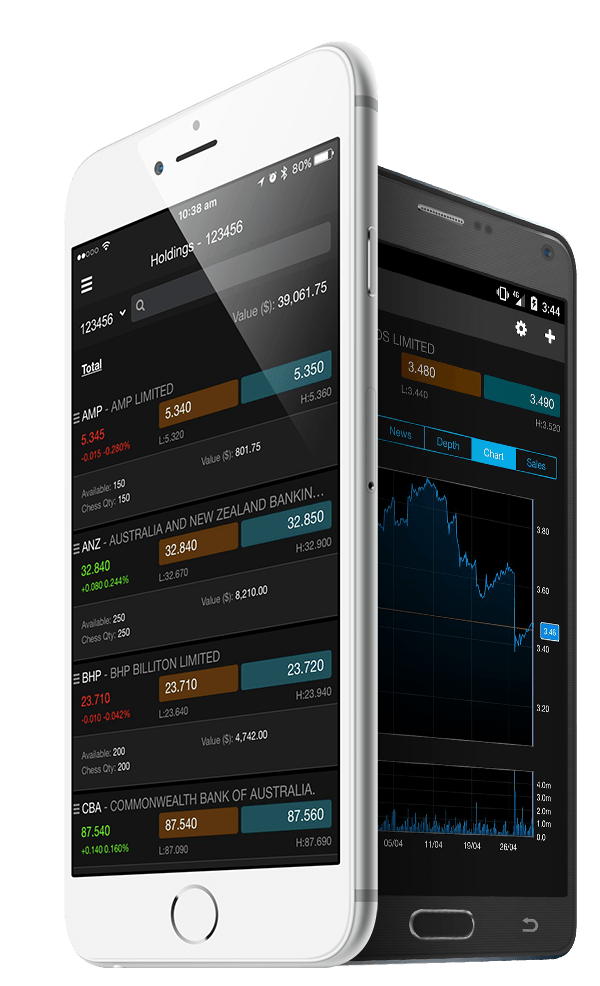 10:38 am
80%
Holdings - 123456
123456
Value ($): 39,061.75
Total
AMP - AMP LIMITED
5.345
-0.015 -0.280%
5.340
5.350
L:5.320
H:5.360
Available: 150
Chess Qty: 150
Value ($): 801.75
ANZ - AUSTRALIA AND NEW ZEALAND BANKIN...
32.840
+0.080 0.244%
32.840
32.850
L:32.670
H:32.900
Available: 250
Chess Qty: 250
Value ($): 8,210.00
BHP - BHP BILLITON LIMITED
23.710
-0.010 -0.042%
23.710
23.720
L:23.640
H:23.940
Available: 200
Chess Qty: 200
Value ($): 4,742.00
CBA - COMMONWEALTH BANK OF AUSTRALIA.
87.540
+0.140 0.160%
87.540
87.560
L:87.090
H:87.690
4G
3:44
DS LIMITED
3.480
3.490
L:3.440
H:3.520
News
Depth
Chart
Sales
3.80
3.60
3.46
3.40
3.20
4.0m
3.0m
2.0m
1.0m
0.0
05/04
11/04
19/04
26/04